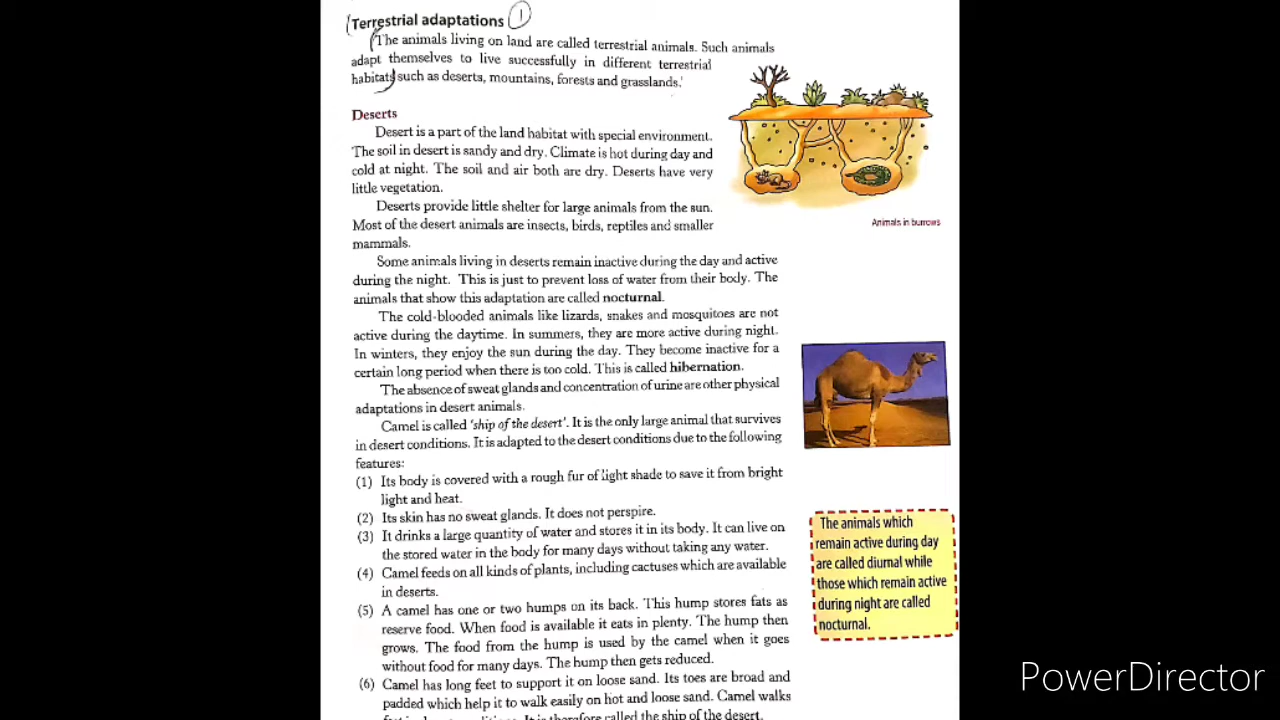 Terrestrial adaptations 1
The animals living on land are called terrestrial animals. Such animals
adapt themselves to live successfully in different terrestrial
habitats such as deserts, mountains, forests and grasslands.
Deserts
Desert is a part of the land habitat with special environment.
The soil in desert is sandy and dry. Climate is hot during day and
cold at night. The soil and air both are dry. Deserts have very
little vegetation.
Deserts provide little shelter for large animals from the sun.
Most of the desert animals are insects, birds, reptiles and smaller
mammals.
Animals in burrows
Some animals living in deserts remain inactive during the day and active
during the night. This is just to prevent loss of water from their body. The
animals that show this adaptation are called nocturnal.
The cold-blooded animals like lizards, snakes and mosquitoes are not
active during the daytime. In summers, they are more active during night.
In winters, they enjoy the sun during the day. They become inactive for a
certain long period when there is too cold. This is called hibernation.
The absence of sweat glands and concentration of urine are other physical
adaptations in desert animals.
Camel is called 'ship of the desert'. It is the only large animal that survives
in desert conditions. It is adapted to the desert conditions due to the following
features:
(1) Its body is covered with a rough fur of light shade to save it from bright
light and heat.
(2) Its skin has no sweat glands. It does not perspire.
(3) It drinks a large quantity of water and stores it in its body. It can live on
the stored water in the body for many days without taking any water.
(4) Camel feeds on all kinds of plants, including cactuses which are available
in deserts.
(5) A camel has one or two humps on its back. This hump stores fats as
reserve food. When food is available it eats in plenty. The hump then
grows. The food from the hump is used by the camel when it goes
without food for many days. The hump then gets reduced.
(6) Camel has long feet to support it on loose sand. Its toes are broad and
padded which help it to walk easily on hot and loose sand. Camel walks
called the ship of the desert.
The animals which
remain active during day
are called diurnal while
those which remain active
during night are called
nocturnal.
PowerDirector